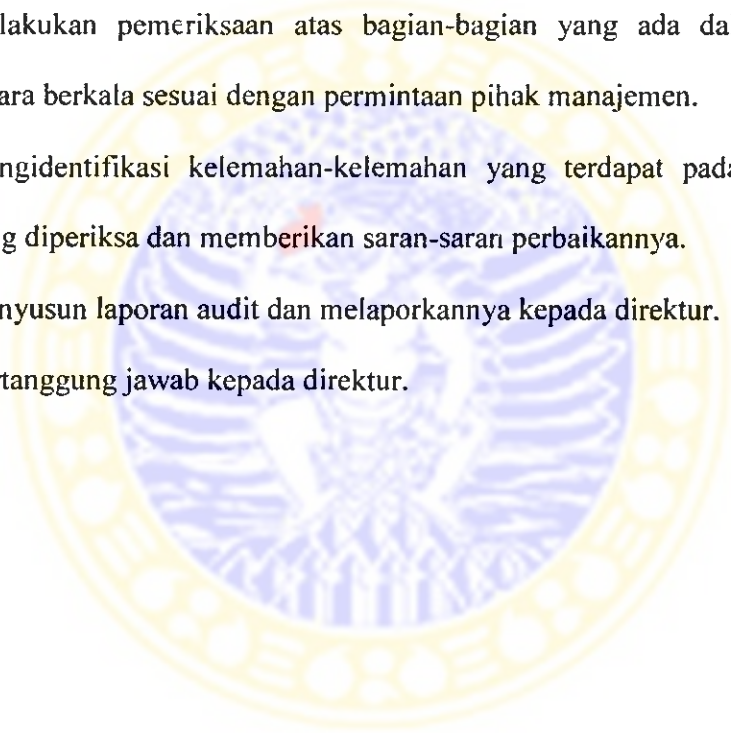 lakukan pemeriksaan atas bagian-bagian yang ada da
ara berkala sesuai dengan permintaan pihak manajemen.
ngidentifikasi kelemahan-kelemahan yang terdapat pada
g diperiksa dan memberikan saran-saran perbaikannya.
nyusun laporan audit dan melaporkannya kepada direktur.
tanggung jawab kepada direktur.